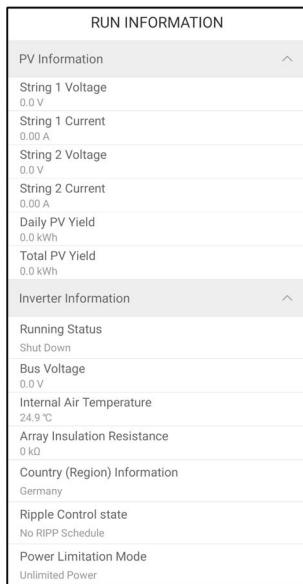 RUN INFORMATION
PV Information
String 1 Voltage
0.0 V
String 1 Current
0.00 A
String 2 Voltage
0.0 V
String 2 Current
0.00 A
Daily PV Yield
0.0 kWh
Total PV Yield
0.0 kWh
Inverter Information
Running Status
Shut Down
Bus Voltage
0.0 V
Internal Air Temperature
24.9 ℃
Array Insulation Resistance
0 kΩ
Country (Region) Information
Germany
Ripple Control state
No RIPP Schedule
Power Limitation Mode
Unlimited Power